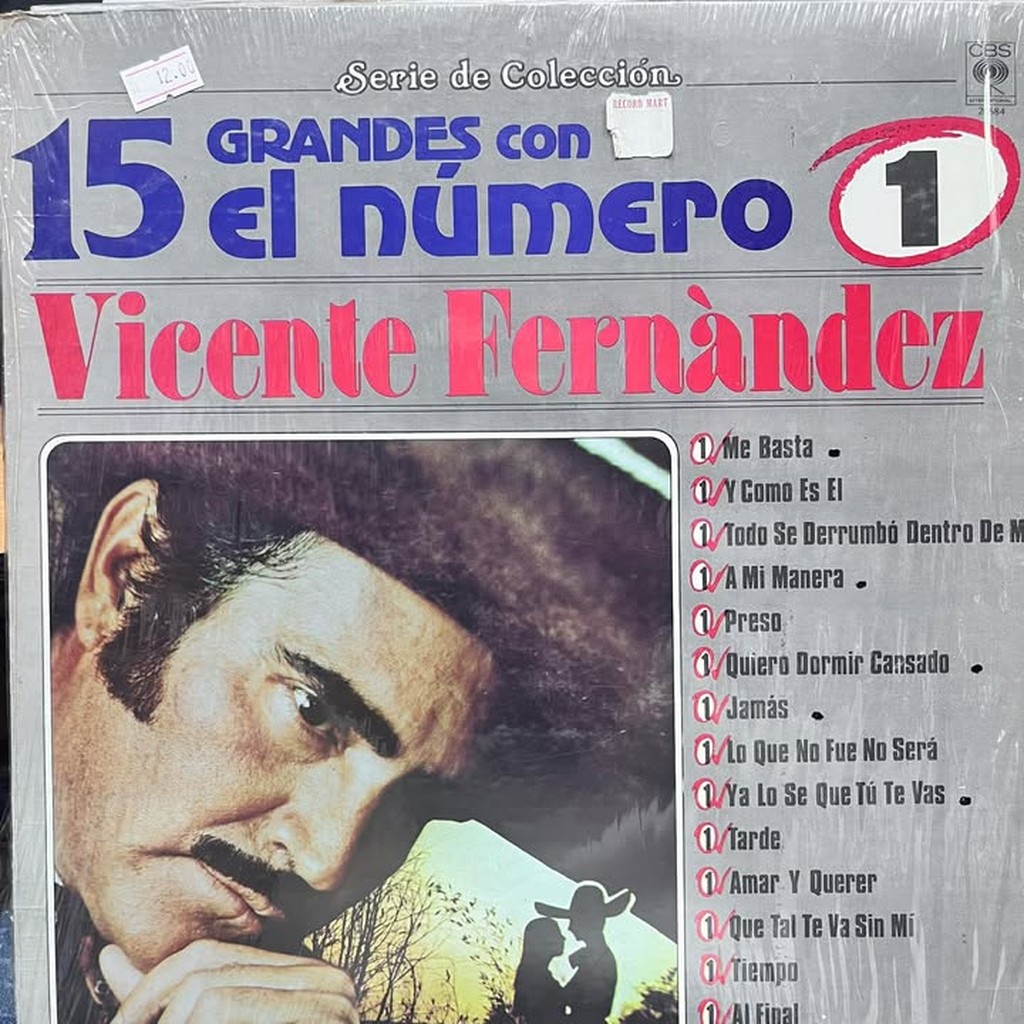 12.00
Serie de Colección
CBS
INTERNATIONAL
RECORD MART
15 GRANDES con
el número 1
Vicente Fernàndez
1 Me Basta
1 Y Como Es El
1 Todo Se Derrumbó Dentro De M
1 A Mi Manera
1 Preso
1 Quiero Dormir Cansado
1 Jamás
1 Lo Que No Fue No Será
1 Ya Lo Se Que Tú Te Vas
1 Tarde
1 Amar Y Querer
1 Que Tal Te Va Sin Mí
1 Tiempo
1 Al Final